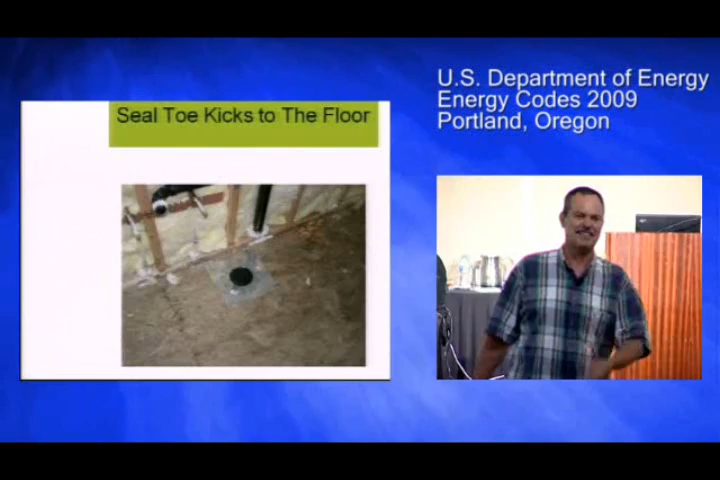 Seal Toe Kicks to The Floor
U.S. Department of Energy
Energy Codes 2009
Portland, Oregon